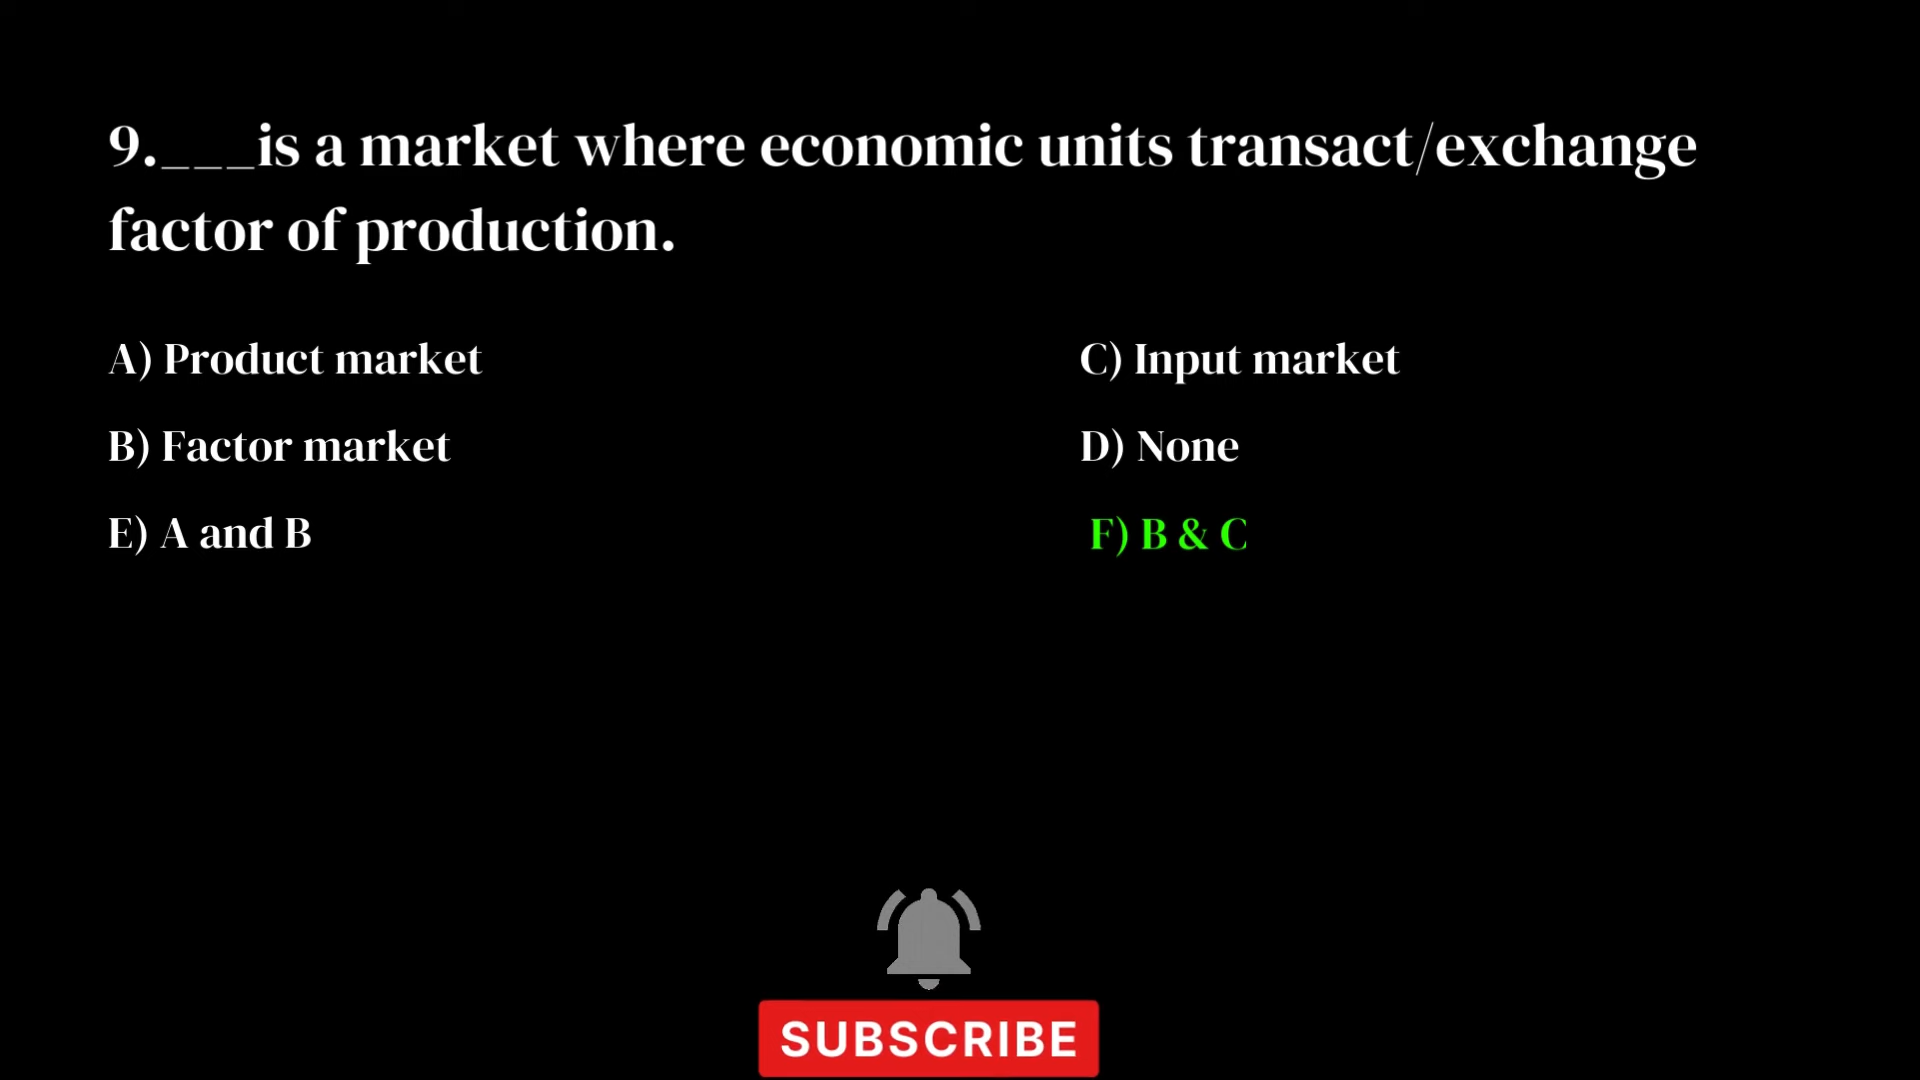 9.___is a market where economic units transact/exchange
factor of production.
A) Product market
C) Input market
B) Factor market
D) None
E) A and B
F) B & C
SUBSCRIBE